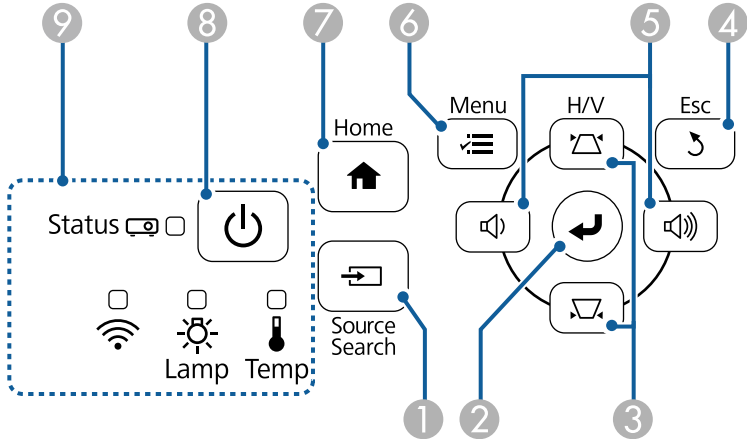 9 8 7 6 5 4
Menu H/V Esc
Home
Status
Source
Search
Lamp Temp
1 2 3